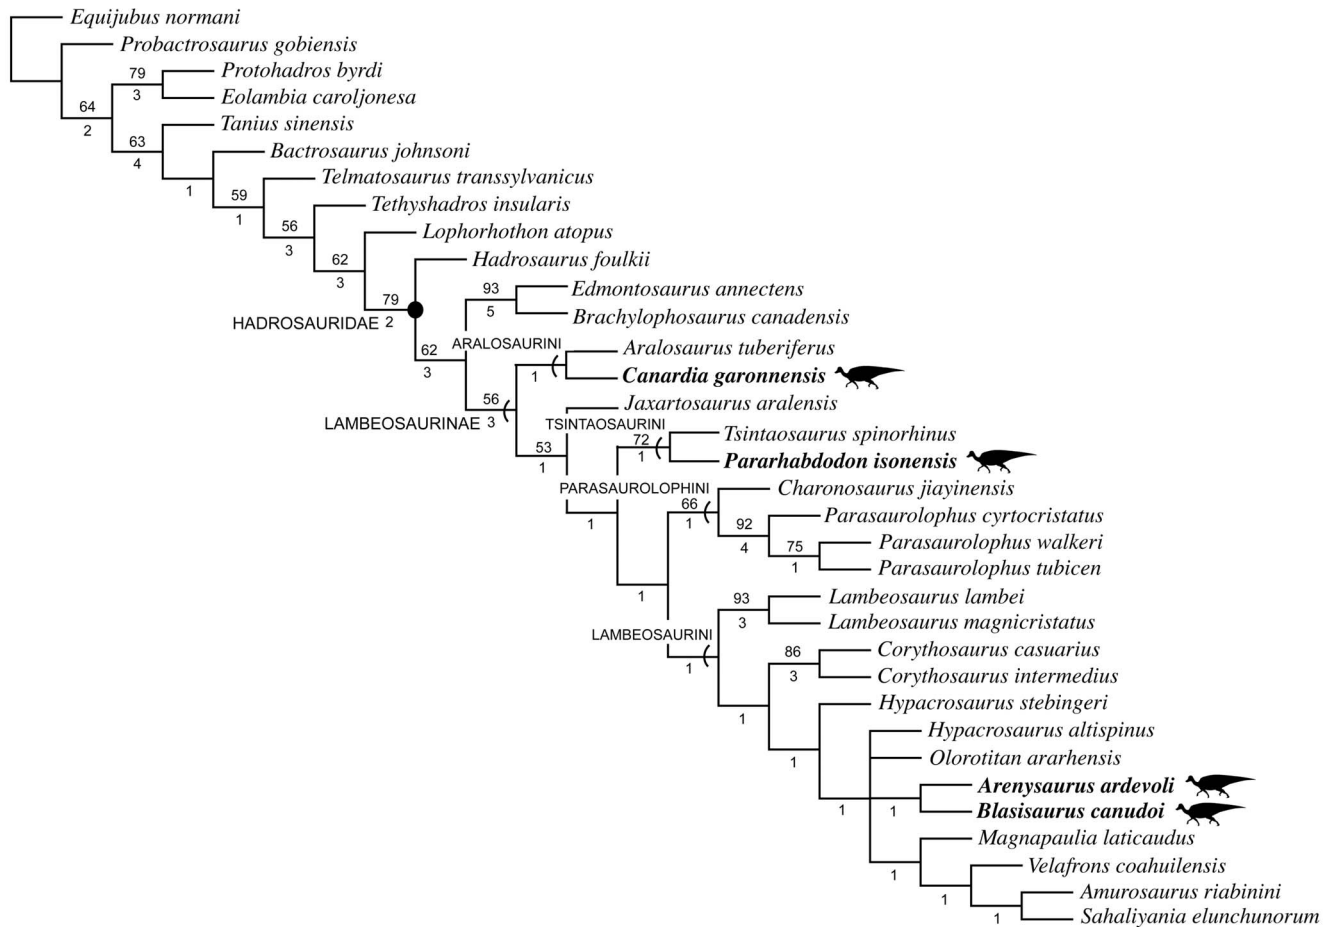 Equijubus normani
Probactrosaurus gobiensis
79
Protohadros byrdi
3
Eolambia caroljonesa
64
2
Tanius sinensis
63
4
Bactrosaurus johnsoni
1
Telmatosaurus transsylvanicus
59
1
Tethyshadros insularis
56
3
Lophorhothon atopus
62
3
Hadrosaurus foulkii
79
HADROSAURIDAE 2
93
Edmontosaurus annectens
5
Brachylophosaurus canadensis
62
3
ARALOSAURINI
Aralosaurus tuberiferus
1
Canardia garonnensis
56
LAMBEOSAURINAE 3
Jaxartosaurus aralensis
53
1
TSINTAOSAURINI
72
Tsintaosaurus spinorhinus
1
Pararhabdodon isonensis
1
PARASAUROLOPHINI
66
1
Charonosaurus jiayinensis
92
4
Parasaurolophus cyrtocristatus
75
Parasaurolophus walkeri
1
Parasaurolophus tubicen
1
93
Lambeosaurus lambei
3
Lambeosaurus magnicristatus
LAMBEOSAURINI
1
86
Corythosaurus casuarius
3
Corythosaurus intermedius
1
Hypacrosaurus stebingeri
1
Hypacrosaurus altispinus
Olorotitan ararhensis
Arenysaurus ardevoli
1
1
Blasisaurus canudoi
Magnapaulia laticaudus
1
Velafrons coahuilensis
1
Amurosaurus riabinini
1
Sahaliyania elunchunorum